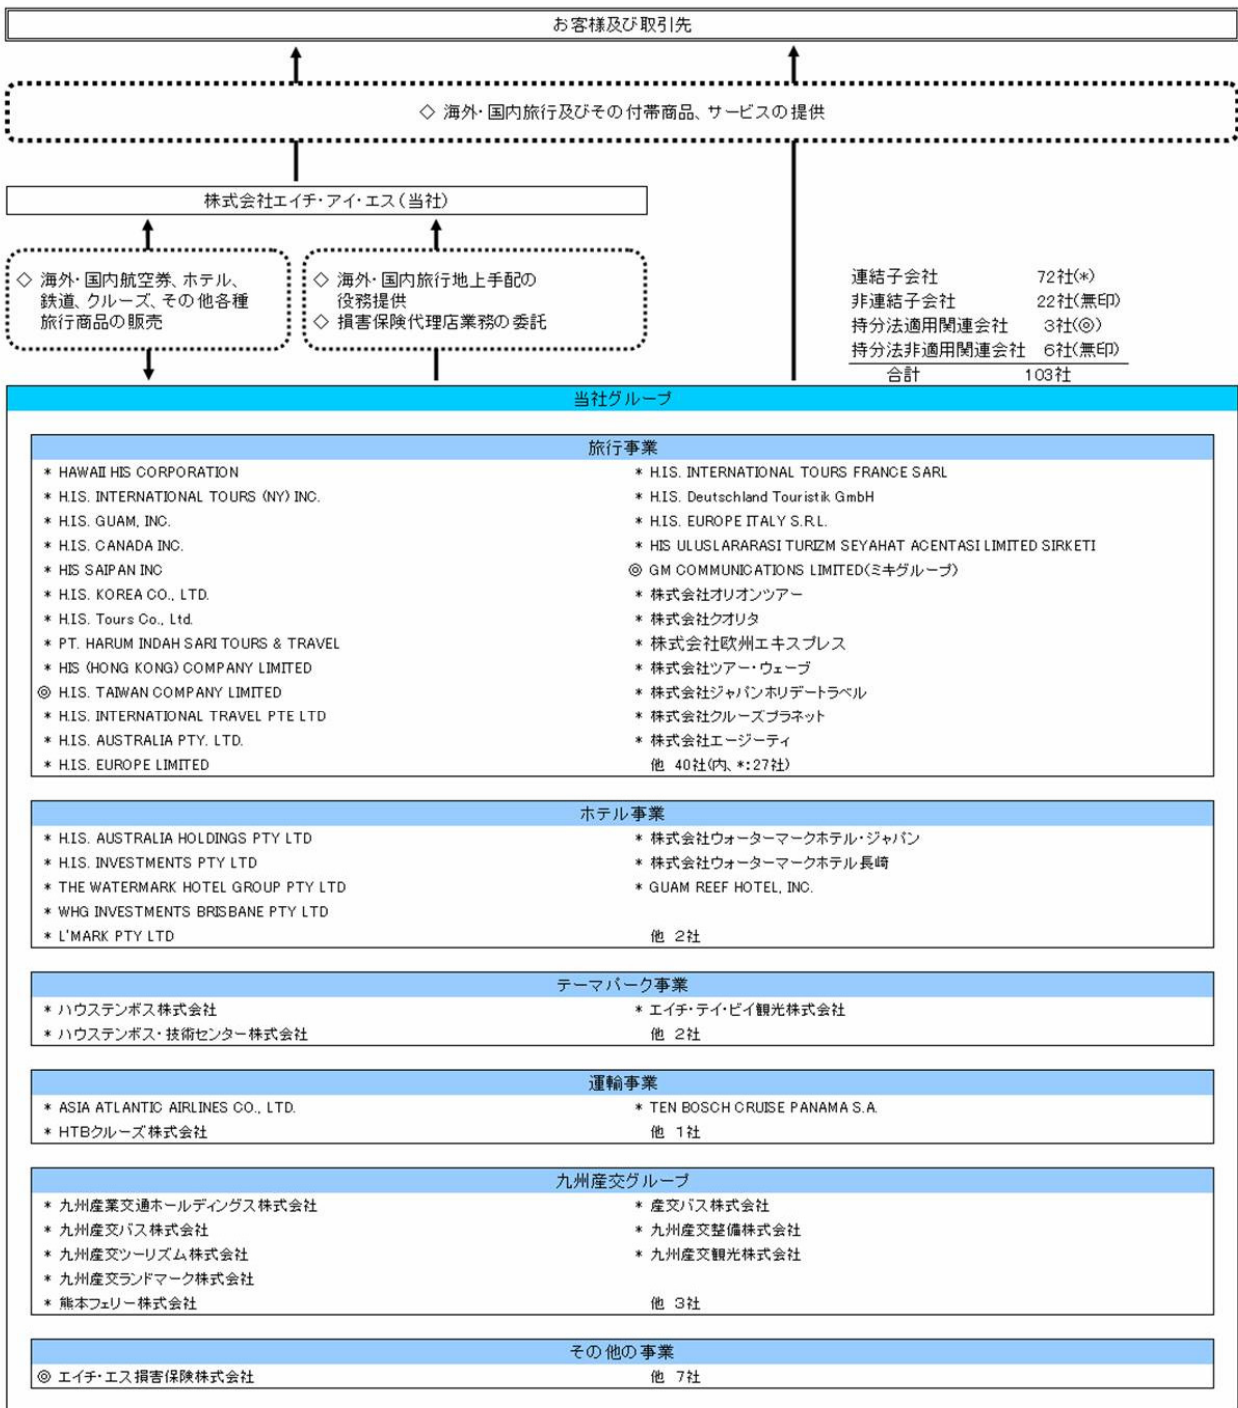 お客様及び取引先
◇ 海外・国内旅行及びその付帯商品、サービスの提供
株式会社エイチ・アイ・エス(当社)
◇ 海外・国内航空券、ホテル、
鉄道、クルーズ、その他各種
旅行商品の販売
◇ 海外・国内旅行地上手配の
役務提供
◇ 損害保険代理店業務の委託
連結子会社 72社(*)
非連結子会社 22社(無印)
持分法適用関連会社 3社(◎)
持分法非適用関連会社 6社(無印)
合計 103社
当社グループ
旅行事業
* HAWAII HIS CORPORATION
* H.I.S. INTERNATIONAL TOURS (NY) INC.
* H.I.S. GUAM, INC.
* H.I.S. CANADA INC.
* HIS SAIPAN INC
* H.I.S. KOREA CO., LTD.
* H.I.S. Tours Co., Ltd.
* PT. HARUM INDAH SARI TOURS & TRAVEL
* HIS (HONG KONG) COMPANY LIMITED
◎ H.I.S. TAIWAN COMPANY LIMITED
* H.I.S. INTERNATIONAL TRAVEL PTE LTD
* H.I.S. AUSTRALIA PTY. LTD.
* H.I.S. EUROPE LIMITED
* H.I.S. INTERNATIONAL TOURS FRANCE SARL
* H.I.S. Deutschland Touristik GmbH
* H.I.S. EUROPE ITALY S.R.L.
* HIS ULUSLARARASI TURIZM SEYAHAT ACENTASI LIMITED SIRKETI
◎ GM COMMUNICATIONS LIMITED(ミキグループ)
* 株式会社オリオンツアー
* 株式会社クオリタ
* 株式会社欧州エキスプレス
* 株式会社ツアー・ウェーブ
* 株式会社ジャパンホリデートラベル
* 株式会社クルーズプラネット
* 株式会社エージーティ
他 40社(内、*:27社)
ホテル事業
* H.I.S. AUSTRALIA HOLDINGS PTY LTD
* H.I.S. INVESTMENTS PTY LTD
* THE WATERMARK HOTEL GROUP PTY LTD
* WHG INVESTMENTS BRISBANE PTY LTD
* L'MARK PTY LTD
* 株式会社ウォーターマークホテル・ジャパン
* 株式会社ウォーターマークホテル長崎
* GUAM REEF HOTEL, INC.
他 2社
テーマパーク事業
* ハウステンボス株式会社
* ハウステンボス・技術センター株式会社
* エイチ・テイ・ビイ観光株式会社
他 2社
運輸事業
* ASIA ATLANTIC AIRLINES CO., LTD.
* HTBクルーズ株式会社
* TEN BOSCH CRUISE PANAMA S.A.
他 1社
九州産交グループ
* 九州産業交通ホールディングス株式会社
* 九州産交バス株式会社
* 九州産交ツーリズム株式会社
* 九州産交ランドマーク株式会社
* 熊本フェリー株式会社
* 産交バス株式会社
* 九州産交整備株式会社
* 九州産交観光株式会社
他 3社
その他の事業
◎ エイチ・エス損害保険株式会社
他 7社